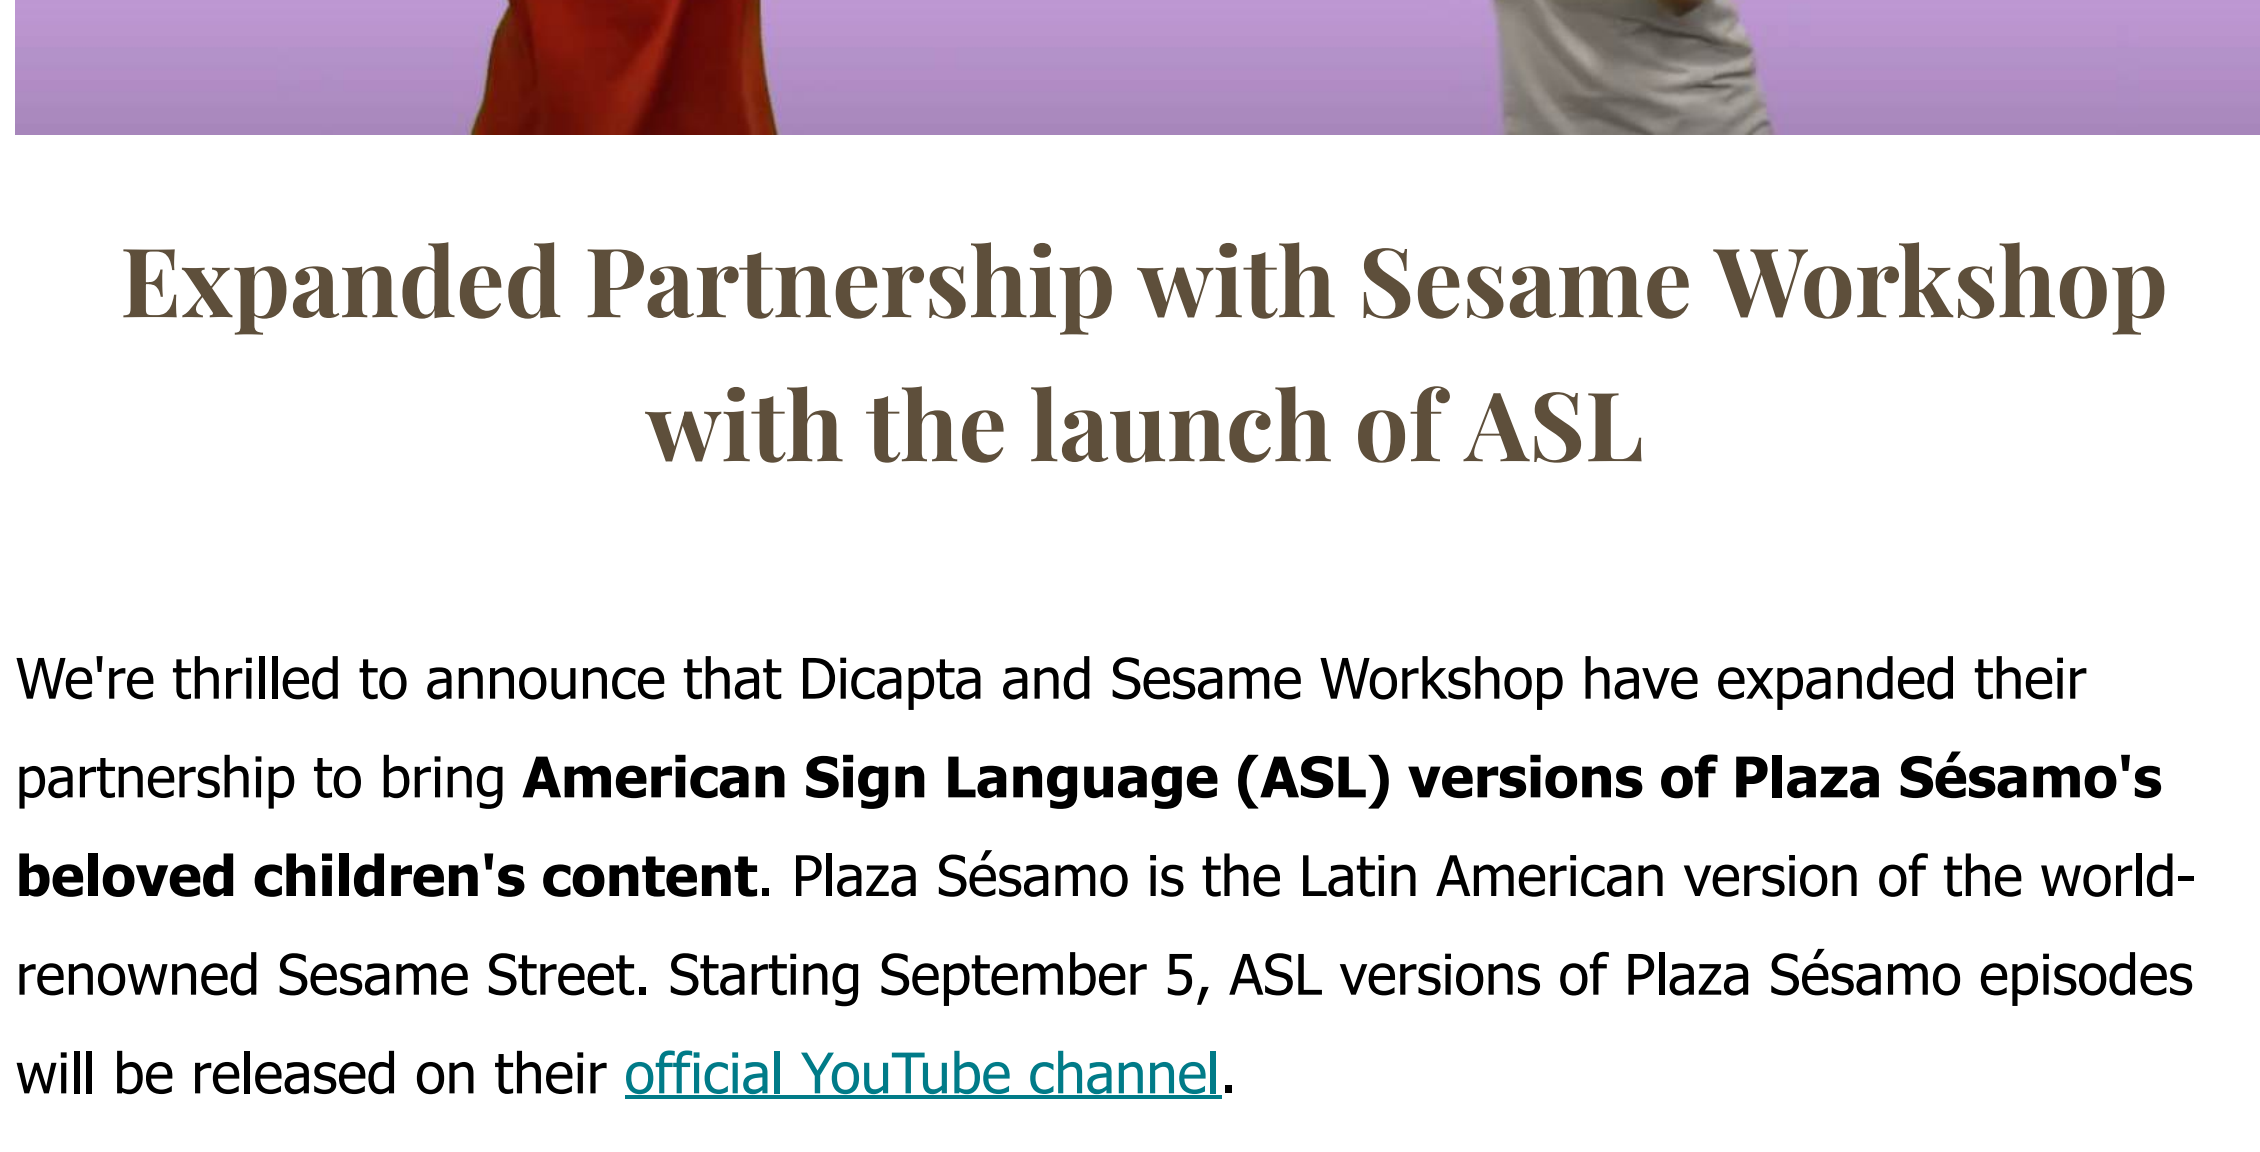 Expanded Partnership with Sesame Workshop
with the launch of ASL
We're thrilled to announce that Dicapta and Sesame Workshop have expanded their
partnership to bring American Sign Language (ASL) versions of Plaza Sésamo's
beloved children's content. Plaza Sésamo is the Latin American version of the world-
renowned Sesame Street. Starting September 5, ASL versions of Plaza Sésamo episodes
will be released on their official YouTube channel.